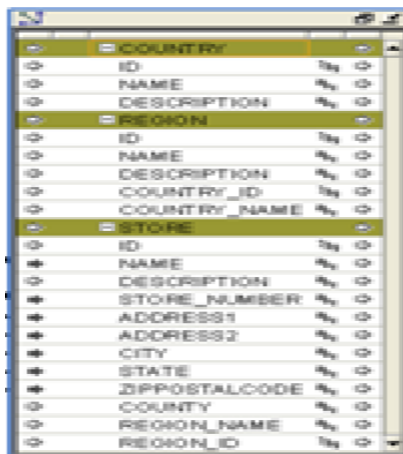 COUNTRY
ID
NAME
DESCRIPTION
REGION
ID
NAME
DESCRIPTION
COUNTRY_ID
COUNTRY_NAME
STORE
ID
NAME
DESCRIPTION
STORE_NUMBER
ADDRESS1
ADDRESS2
CITY
STATE
ZIPPOSTALCODE
COUNTY
REGION_NAME
REGION_ID